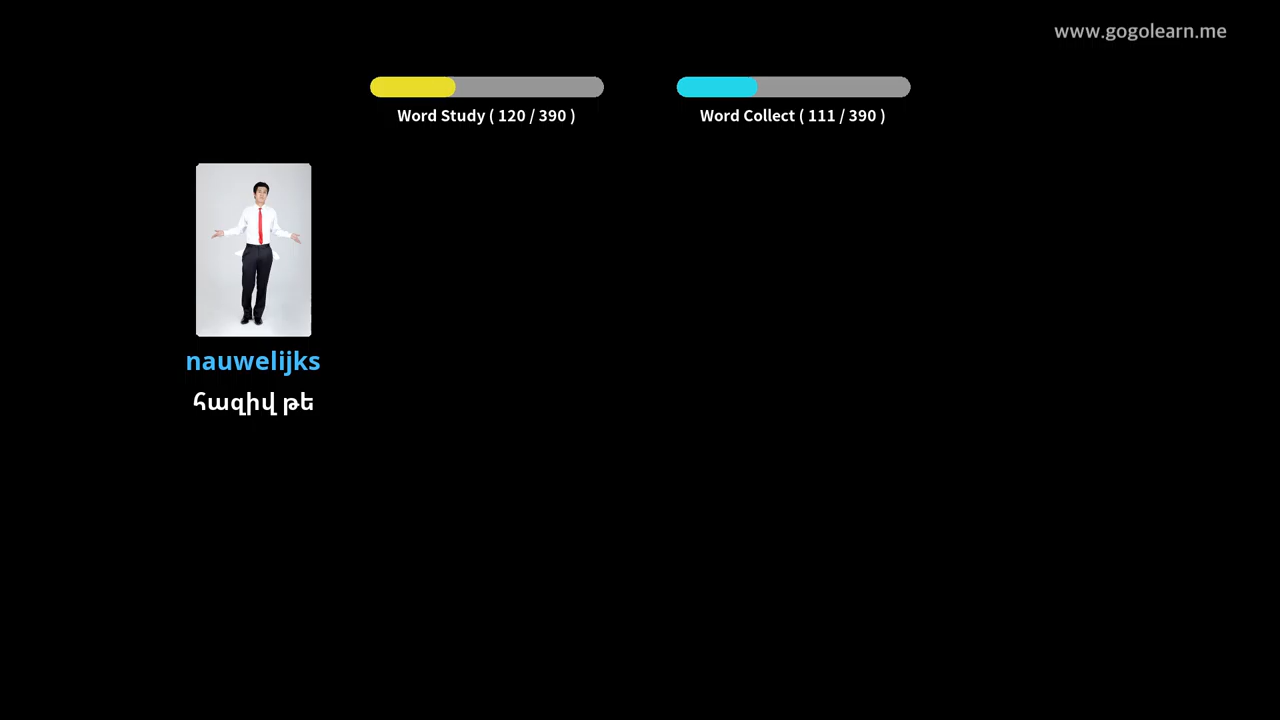 www.gogolearn.me
Word Study ( 120 / 390 )
Word Collect ( 111 / 390 )
nauwelijks
հազիվ թե